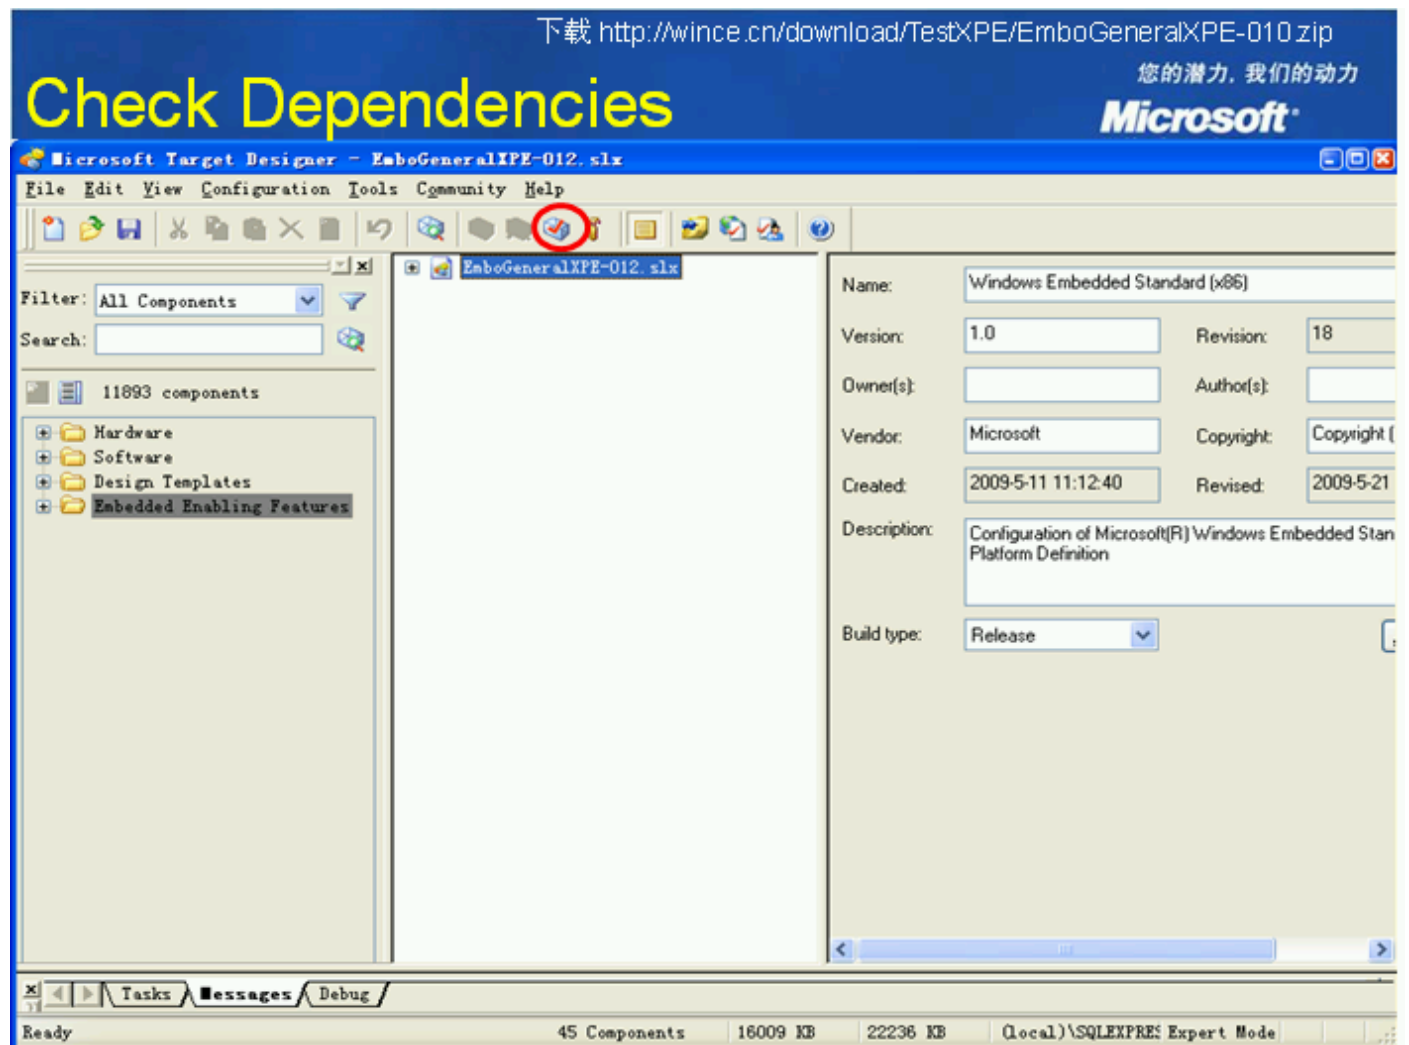 下载 http://wince.cn/download/TestXPE/EmboGeneralXPE-010.zip
您的潜力, 我们的动力
Check Dependencies
Microsoft
Microsoft Target Designer - EmboGeneralXPE-012.slx
File Edit View Configuration Tools Community Help
EmboGeneralXPE-012.slx
Filter: All Components
Search:
11893 components
Hardware
Software
Design Templates
Embedded Enabling Features
Name: Windows Embedded Standard (x86)
Version: 1.0 Revision: 18
Owner(s): Author(s):
Vendor: Microsoft Copyright: Copyright (
Created: 2009-5-11 11:12:40 Revised: 2009-5-21
Description: Configuration of Microsoft(R) Windows Embedded Stan
Platform Definition
Build type: Release
Tasks Messages Debug
Ready 45 Components 16009 KB 22236 KB (local)\SQLEXPRES Expert Mode